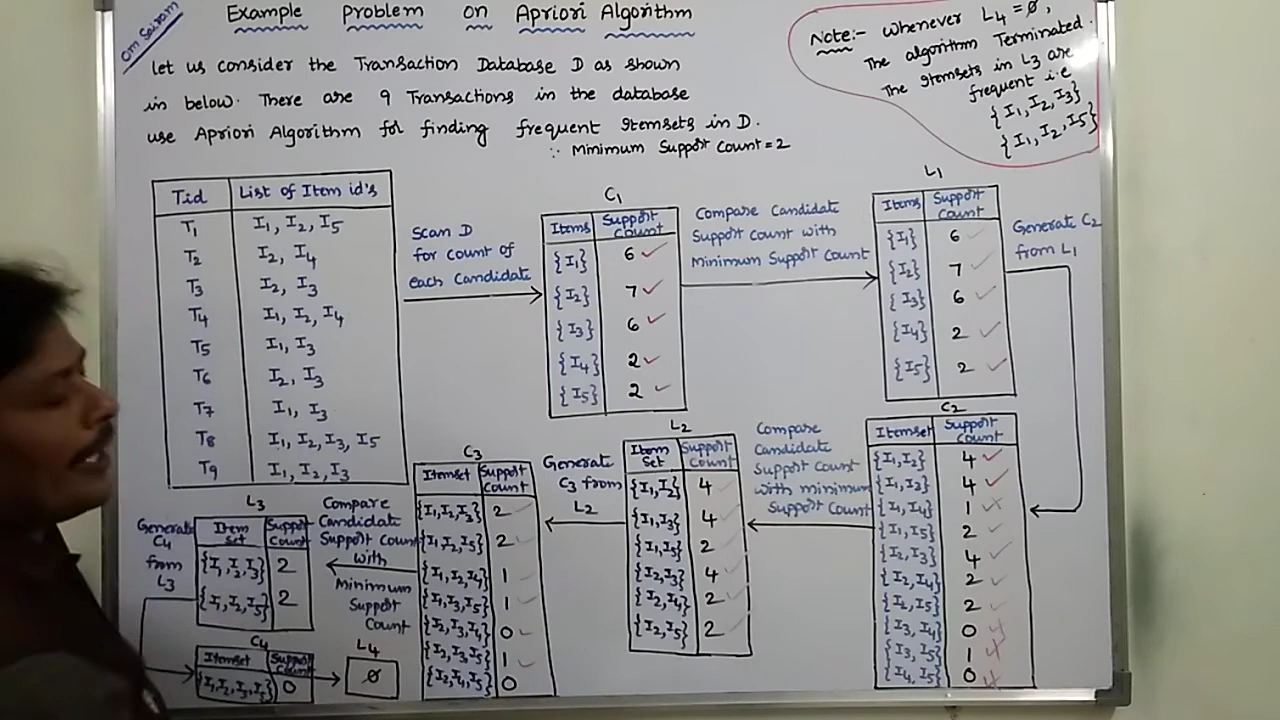 Om Sairam
Example Problem on Apriori Algorithm
Let us consider the Transaction Database D as shown
in below. There are 9 Transactions in the database
use Apriori Algorithm for finding frequent Itemsets in D.
∵ Minimum Support Count = 2
Note:- Whenever L4 = ∅,
The algorithm Terminated.
The Itemsets in L3 are
frequent i.e
{I1, I2, I3}
{I1, I2, I5}
Tid List of Item id's
T1 I1, I2, I5
T2 I2, I4
T3 I2, I3
T4 I1, I2, I4
T5 I1, I3
T6 I2, I3
T7 I1, I3
T8 I1, I2, I3, I5
T9 I1, I2, I3
Scan D
for count of
each Candidate
C1
Items Support Count
{I1} 6 ✓
{I2} 7 ✓
{I3} 6 ✓
{I4} 2 ✓
{I5} 2 ✓
Compare Candidate
Support Count with
Minimum Support Count
L1
Items Support Count
{I1} 6 ✓
{I2} 7 ✓
{I3} 6 ✓
{I4} 2 ✓
{I5} 2 ✓
Generate C2
from L1
C2
Itemset Support Count
{I1, I2} 4 ✓
{I1, I2} 4 ✓
{I1, I4} 1 ✗
{I1, I5} 2 ✓
{I2, I3} 4 ✓
{I2, I4} 2 ✓
{I2, I5} 2 ✓
{I3, I4} 0 ✗
{I3, I5} 1 ✗
{I4, I5} 0 ✗
Compare
Candidate
Support Count
with minimum
Support Count
L2
Item Set Support Count
{I1, I2} 4 ✓
{I1, I3} 4 ✓
{I1, I5} 2 ✓
{I2, I3} 4 ✓
{I2, I4} 2 ✓
{I2, I5} 2 ✓
Generate
C3 from
L2
C3
Itemset Support Count
{I1, I2, I3} 2 ✓
{I1, I2, I5} 2 ✓
{I1, I2, I4} 1 ✓
{I1, I3, I5} 1 ✓
{I2, I3, I4} 0 ✓
{I2, I3, I5} 1 ✓
{I2, I4, I5} 0
Compare
Candidate
Support Count
with
Minimum
Support
Count
L3
Item Set Support Count
{I1, I2, I3} 2
{I1, I2, I5} 2
Generate
C4
from
L3
C4
Itemset Support Count
{I1, I2, I3, I5} 0
L4
∅